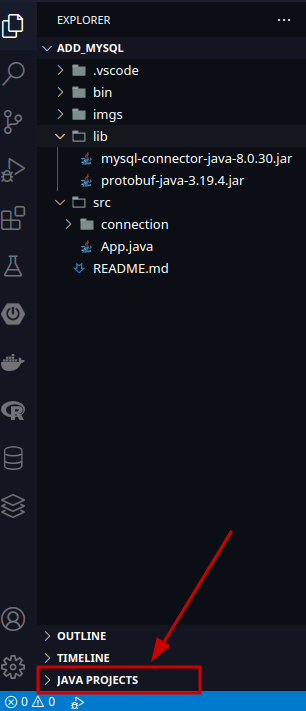 EXPLORER
ADD_MYSQL
.vscode
bin
imgs
lib
mysql-connector-java-8.0.30.jar
protobuf-java-3.19.4.jar
src
connection
App.java
README.md
OUTLINE
TIMELINE
JAVA PROJECTS
0 0